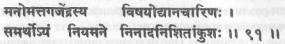 मनोमत्तगजेंद्रस्य विषयोद्यानचारिणः ।
समर्थोऽयं नियमने निनादनिशितांकुशः ॥ ९१ ॥